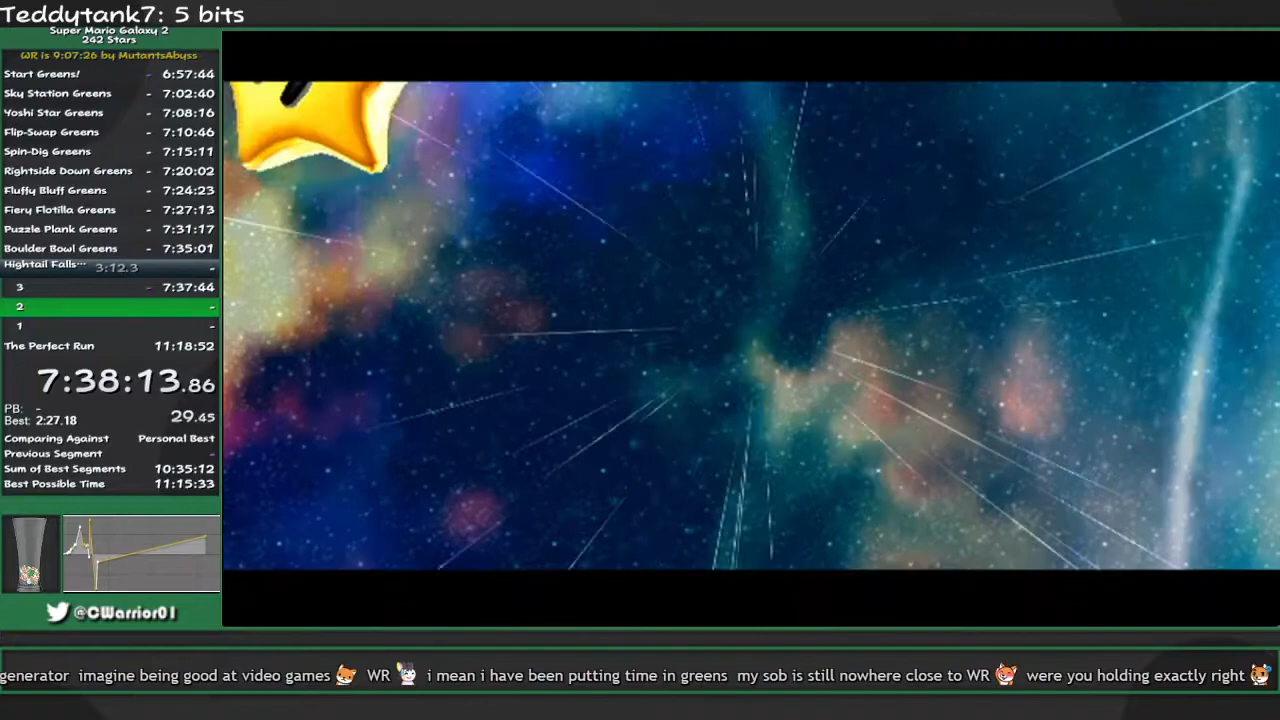 Teddytank7: 5 bits
Super Mario Galaxy 2
242 Stars
WR is 9:07:26 by MutantsAbyss
Start Greens! - 6:57:44
Sky Station Greens - 7:02:40
Yoshi Star Greens - 7:08:16
Flip-Swap Greens - 7:10:46
Spin-Dig Greens - 7:15:11
Rightside Down Greens - 7:20:02
Fluffy Bluff Greens - 7:24:23
Fiery Flotilla Greens - 7:27:13
Puzzle Plank Greens - 7:31:17
Boulder Bowl Greens - 7:35:01
Hightail Falls... 3:12.3 -
3 - 7:37:44
2 -
1 -
The Perfect Run 11:18:52
7:38:13.86
PB: -
Best: 2:27.18 29.45
Comparing Against Personal Best
Previous Segment -
Sum of Best Segments 10:35:12
Best Possible Time 11:15:33
@CWarrior01
generator imagine being good at video games WR i mean i have been putting time in greens my sob is still nowhere close to WR were you holding exactly right